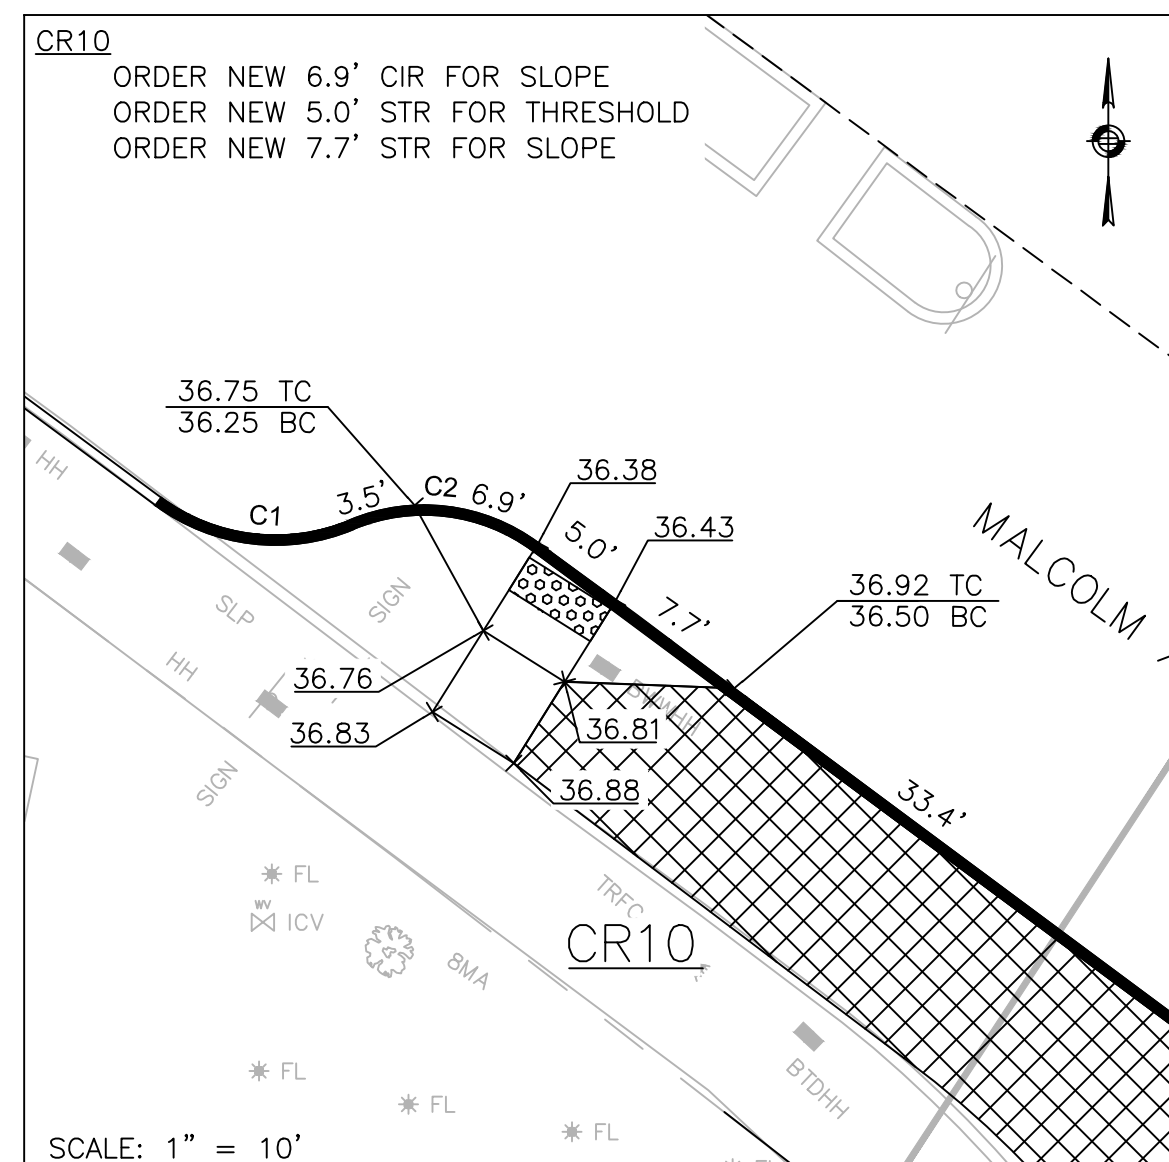 CR10
ORDER NEW 6.9' CIR FOR SLOPE
ORDER NEW 5.0' STR FOR THRESHOLD
ORDER NEW 7.7' STR FOR SLOPE
36.75 TC
36.25 BC
36.38
C2
6.9'
3.5'
C1
5.0'
36.43
MALCOLM
HH
36.92 TC
36.50 BC
7.7'
SIGN
SLP
HH
36.76
BWWHH
36.83
36.81
SIGN
36.88
33.4'
FL
WV
ICV
TRFC
CR10
8MA
FL
BTDHH
FL
FL
SCALE: 1" = 10'